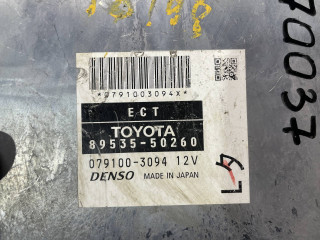 *0791003094X*
ECT
TOYOTA
89535-50260
079100-3094 12V
DENSO MADE IN JAPAN
70037